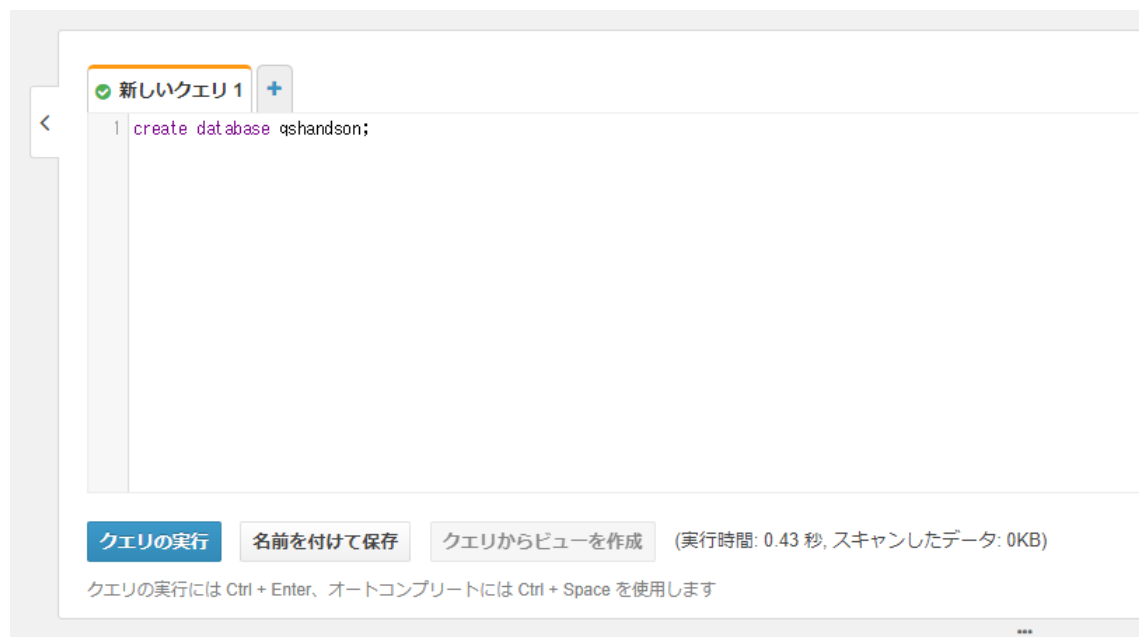 新しいクエリ 1
+
<
1 create database qshandson;
クエリの実行 名前を付けて保存 クエリからビューを作成 (実行時間: 0.43 秒, スキャンしたデータ: 0KB)
クエリの実行には Ctrl + Enter、オートコンプリートには Ctrl + Space を使用します